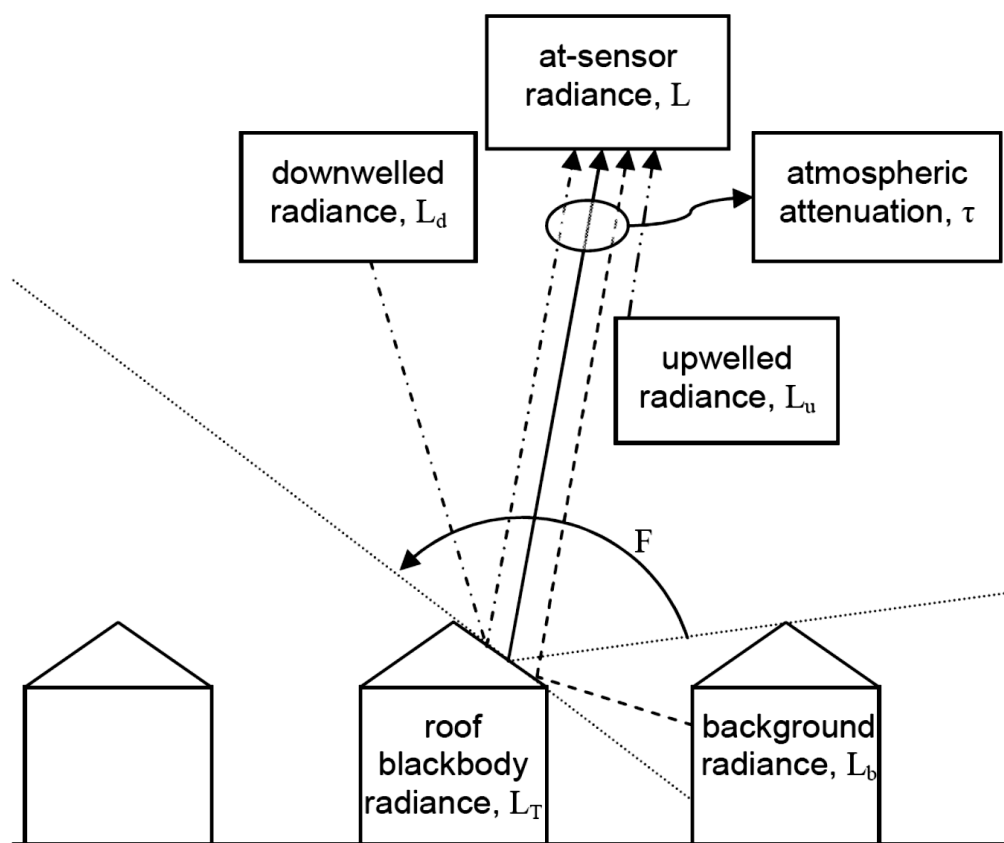 at-sensor
radiance, L
downwelled
radiance, L_d
atmospheric
attenuation, τ
upwelled
radiance, L_u
F
roof
blackbody
radiance, L_T
background
radiance, L_b